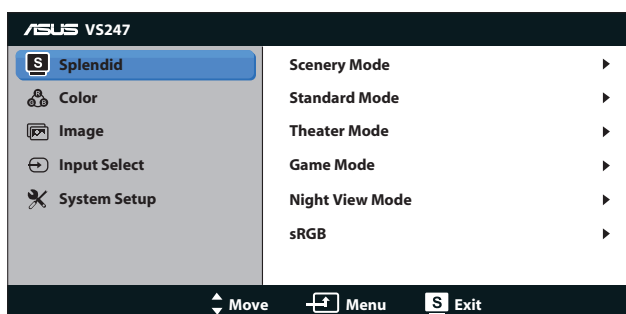 ASUS VS247
S Splendid
Color
Image
Input Select
System Setup
Scenery Mode
Standard Mode
Theater Mode
Game Mode
Night View Mode
sRGB
Move Menu S Exit